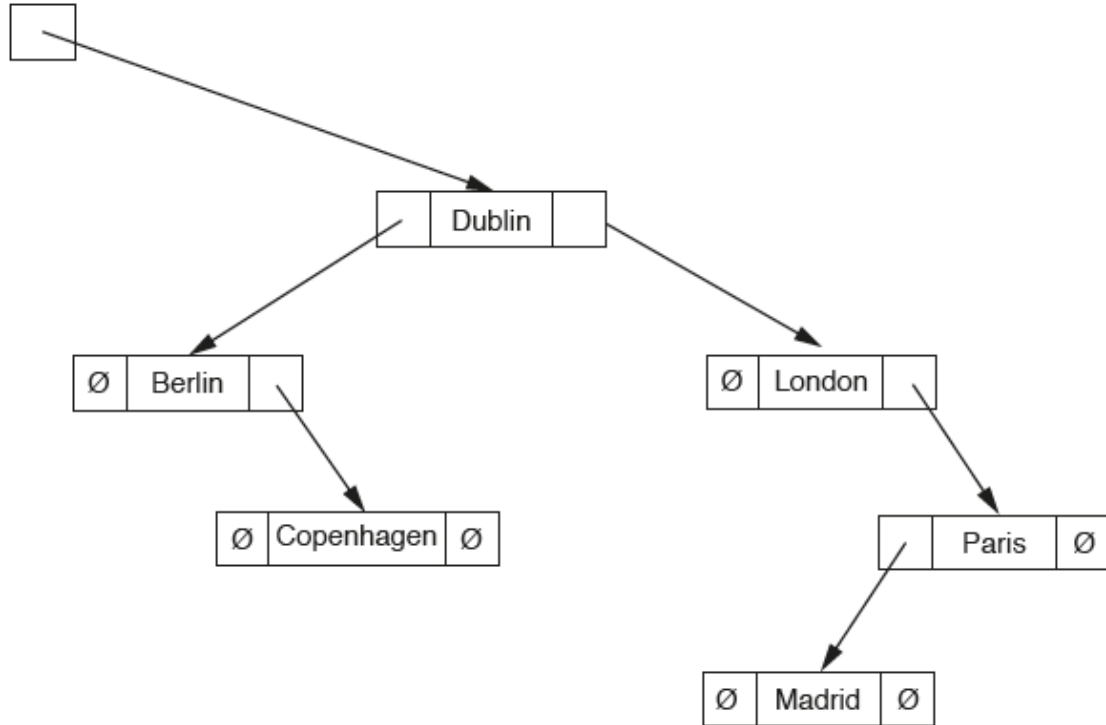 Dublin
Ø Berlin
Ø London
Ø Copenhagen Ø
Paris Ø
Ø Madrid Ø